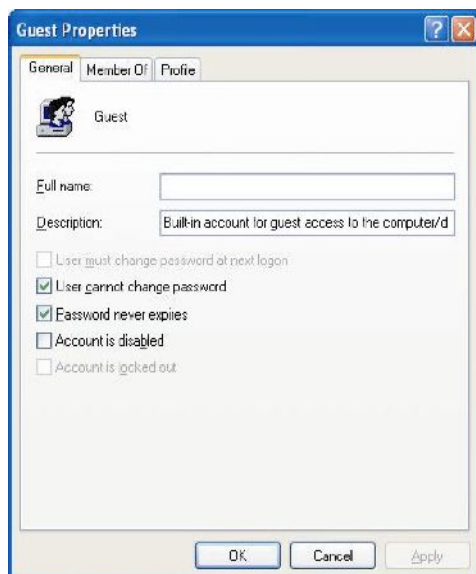 Guest Properties
General Member Of Profile
Guest
Full name:
Description: Built-in account for guest access to the computer/d
User must change password at next logon
User cannot change password
Password never expires
Account is disabled
Account is locked out
OK Cancel Apply